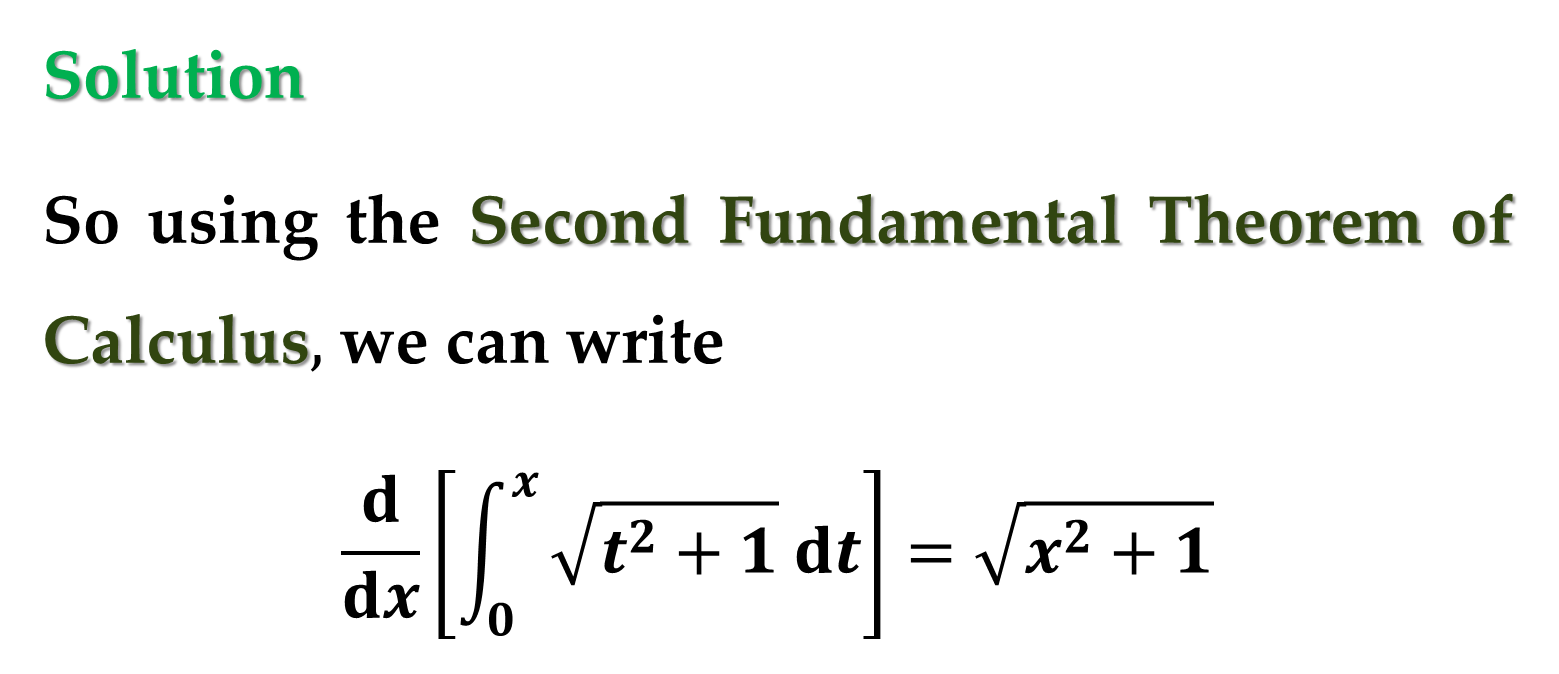 Solution
So using the Second Fundamental Theorem of
Calculus, we can write
d/dx [∫₀ˣ √(t² + 1) dt] = √(x² + 1)